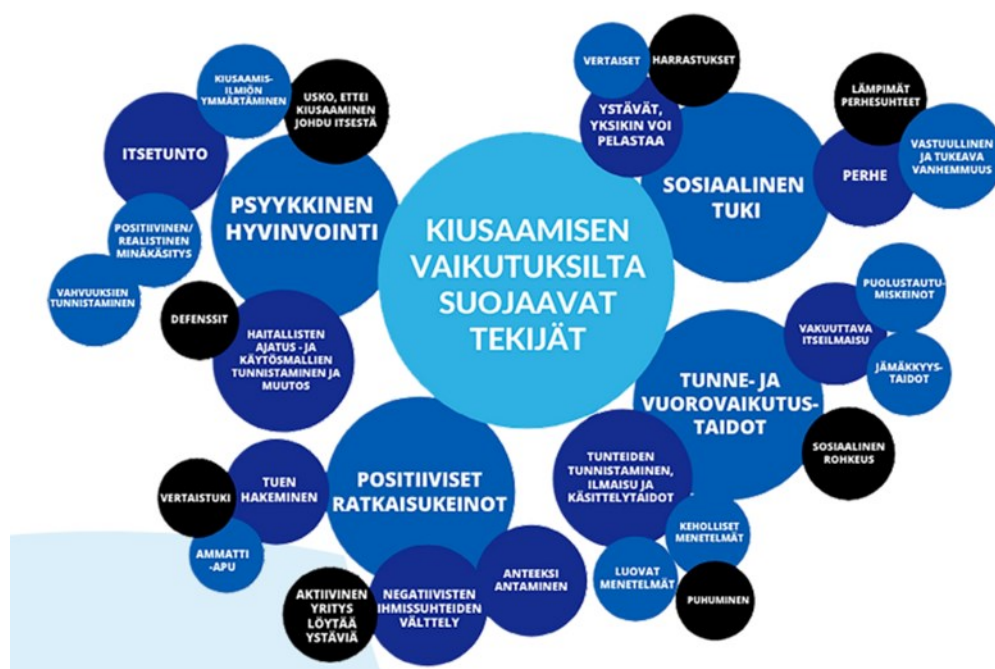 KIUSAAMISEN
VAIKUTUKSILTA
SUOJAAVAT
TEKIJÄT
PSYYKKINEN
HYVINVOINTI
KIUSAAMIS-
ILMIÖN
YMMÄRTÄMINEN
USKO, ETTEI
KIUSAAMINEN
JOHDU ITSESTÄ
ITSETUNTO
POSITIIVINEN/
REALISTINEN
MINÄKÄSITYS
VAHVUUKSIEN
TUNNISTAMINEN
DEFENSSIT
HAITALLISTEN
AJATUS - JA
KÄYTÖSMALLIEN
TUNNISTAMINEN JA
MUUTOS
SOSIAALINEN
TUKI
VERTAISET
HARRASTUKSET
YSTÄVÄT,
YKSIKIN VOI
PELASTAA
LÄMPIMÄT
PERHESUHTEET
PERHE
VASTUULLINEN
JA TUKEAVA
VANHEMMUUS
TUNNE- JA
VUOROVAIKUTUS-
TAIDOT
PUOLUSTAUTU-
MISKEINOT
VAKUUTTAVA
ITSEILMAISU
JÄMÄKKYYS-
TAIDOT
SOSIAALINEN
ROHKEUS
TUNTEIDEN
TUNNISTAMINEN,
ILMAISU JA
KÄSITTELYTAIDOT
KEHOLLISET
MENETELMÄT
LUOVAT
MENETELMÄT
PUHUMINEN
POSITIIVISET
RATKAISUKEINOT
TUEN
HAKEMINEN
VERTAISTUKI
AMMATTI
-APU
AKTIIVINEN
YRITYS
LÖYTÄÄ
YSTÄVIÄ
NEGATIIVISTEN
IHMISSUHTEIDEN
VÄLTTELY
ANTEEKSI
ANTAMINEN